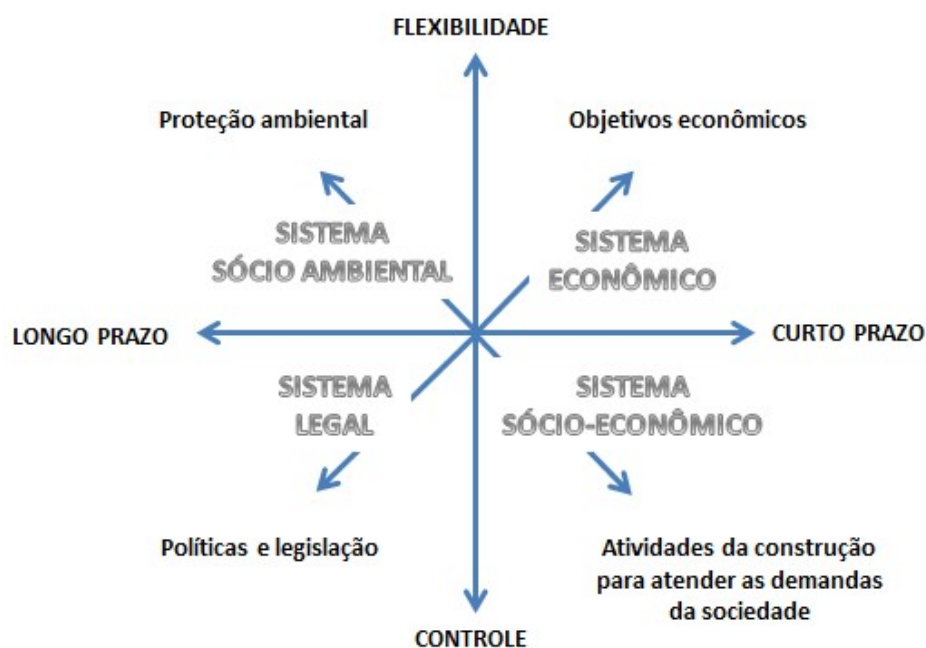 FLEXIBILIDADE
Proteção ambiental
Objetivos econômicos
SISTEMA
SÓCIO AMBIENTAL
SISTEMA
ECONÔMICO
LONGO PRAZO
CURTO PRAZO
SISTEMA
LEGAL
SISTEMA
SÓCIO-ECONÔMICO
Políticas e legislação
Atividades da construção
para atender as demandas
da sociedade
CONTROLE